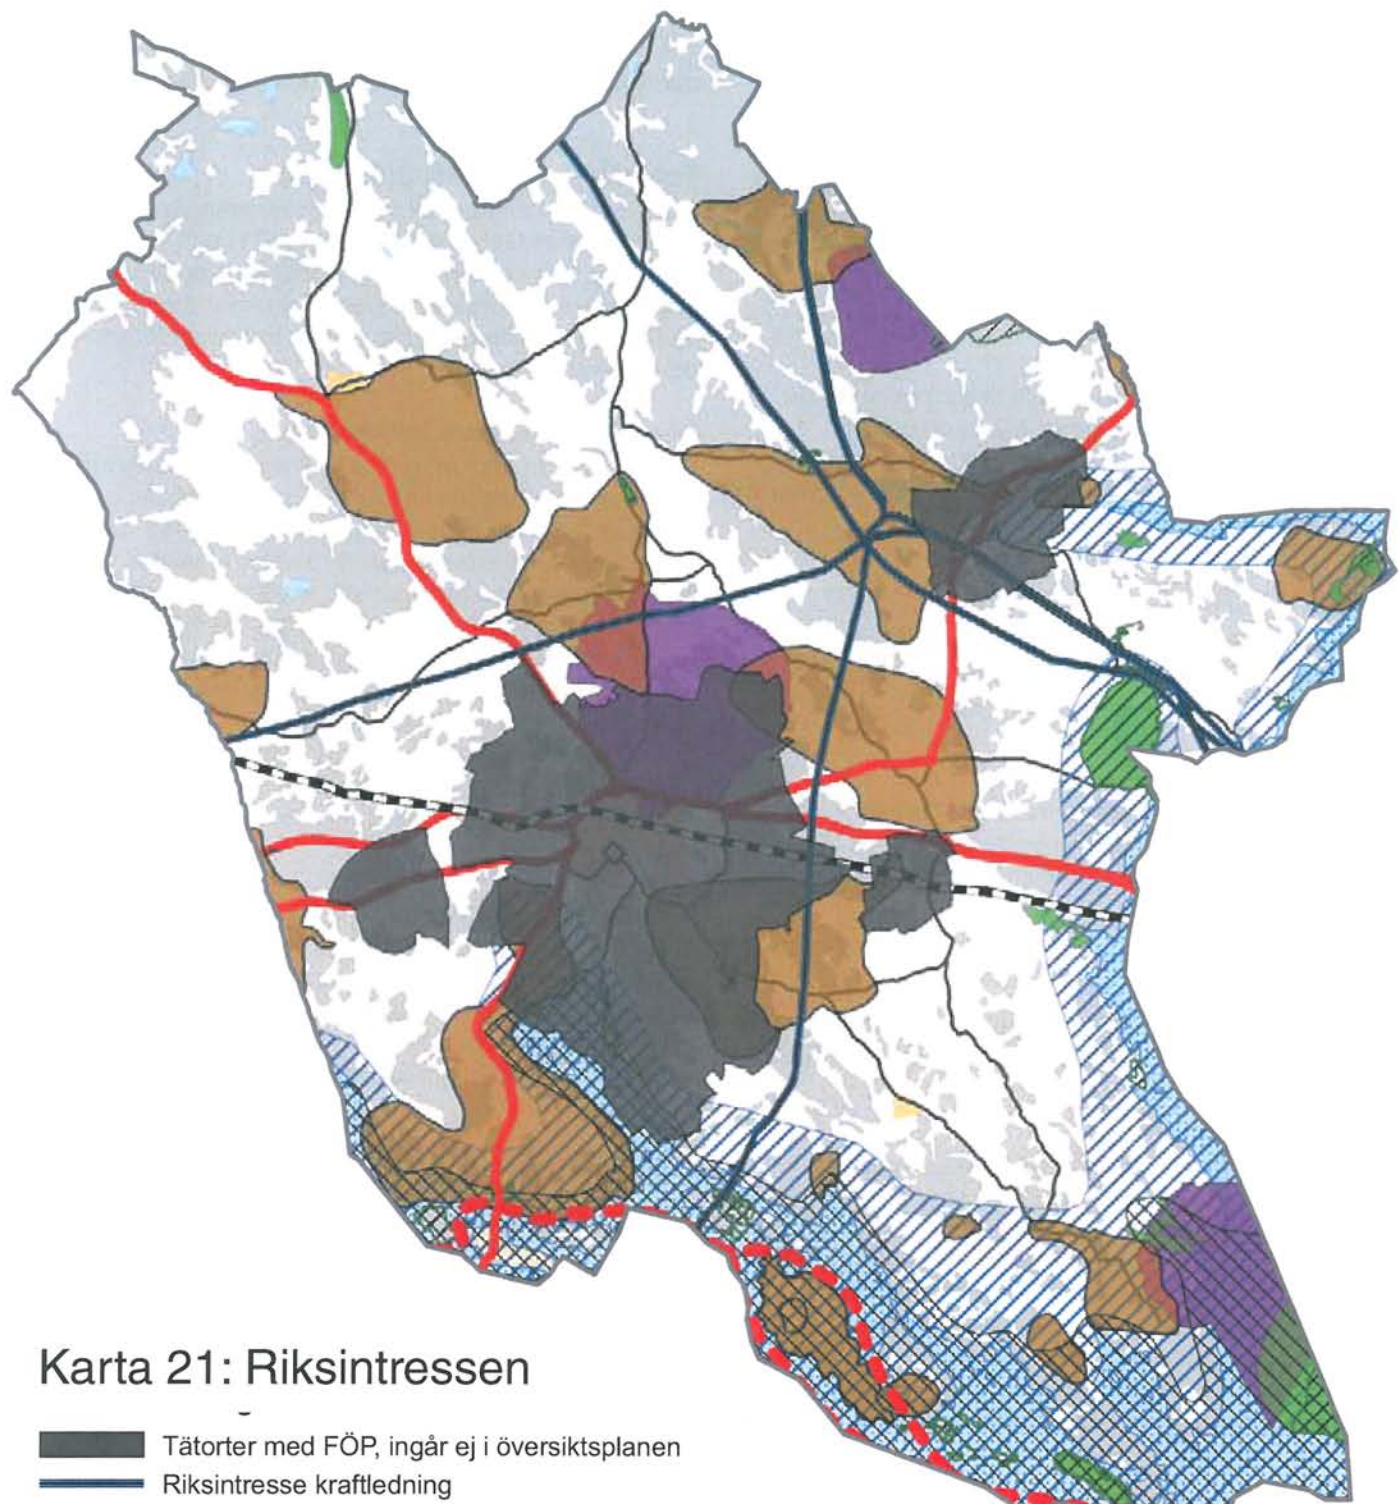 Karta 21: Riksintressen
Tätorter med FÖP, ingår ej i översiktsplanen
Riksintresse kraftledning